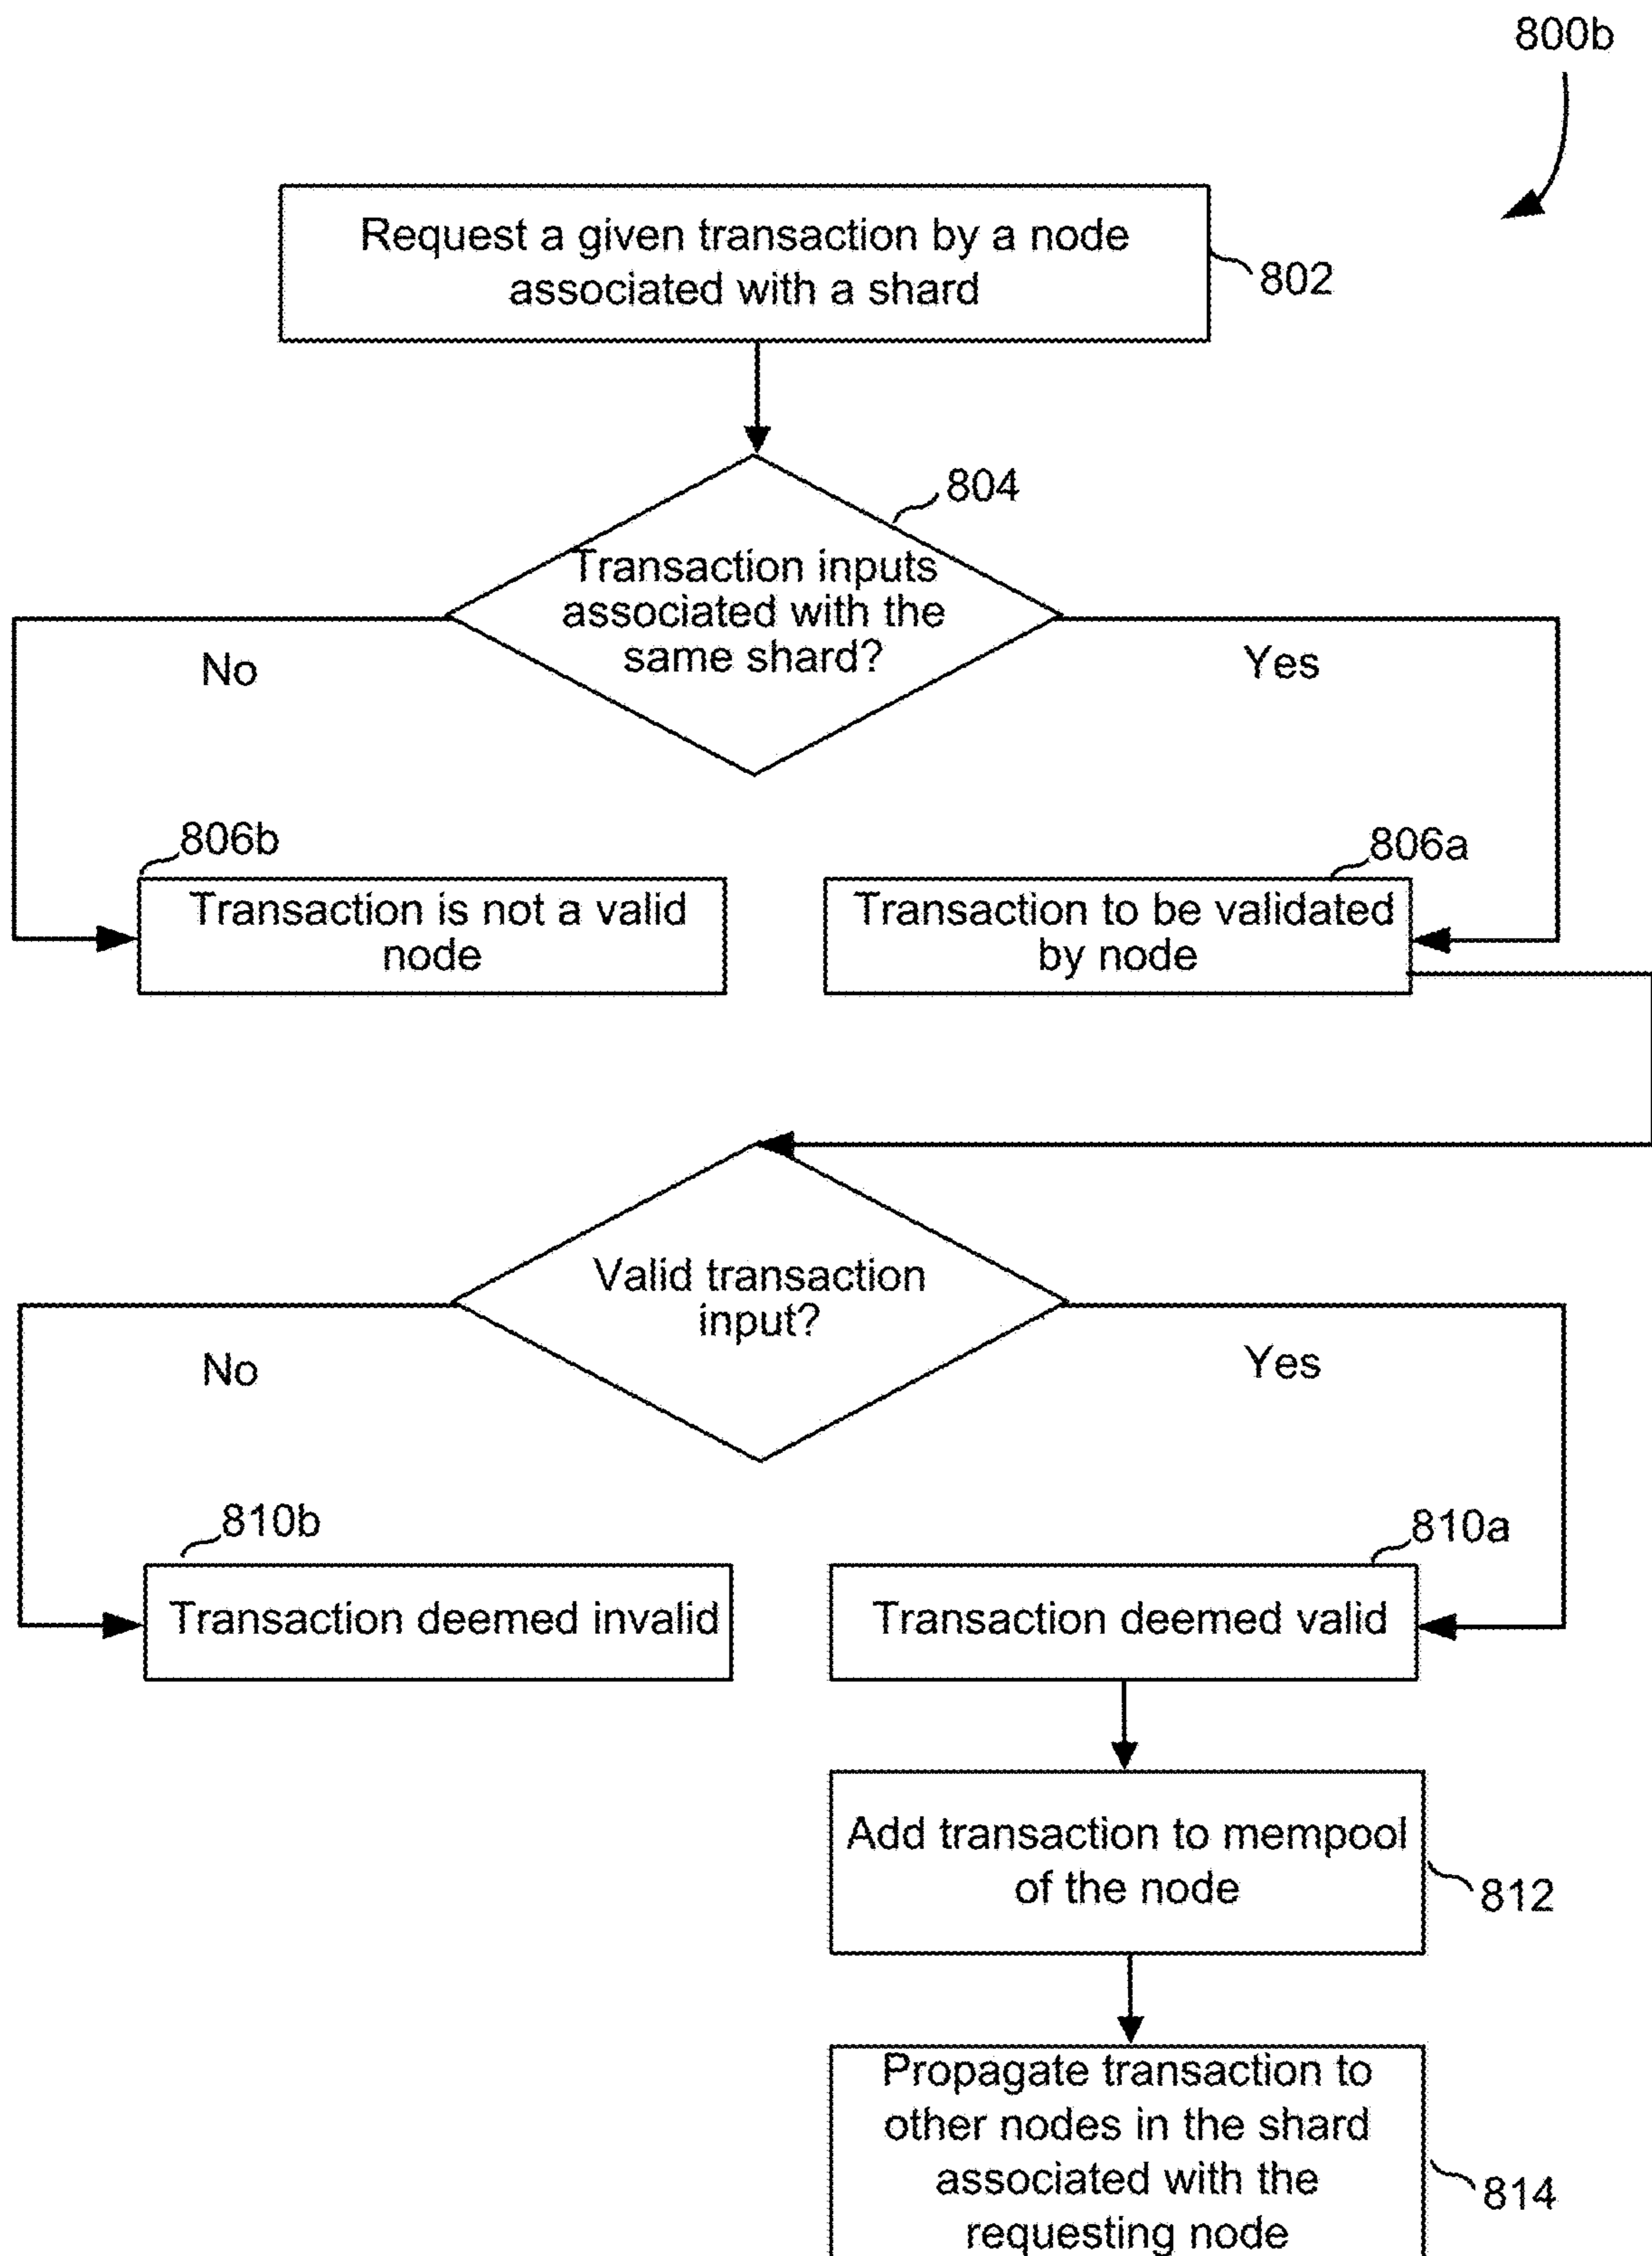 800b
Request a given transaction by a node
associated with a shard
802
804
Transaction inputs
associated with the
same shard?
No
Yes
806b
806a
Transaction is not a valid
node
Transaction to be validated
by node
Valid transaction
input?
No
Yes
810b
810a
Transaction deemed invalid
Transaction deemed valid
Add transaction to mempool
of the node
812
Propagate transaction to
other nodes in the shard
associated with the
requesting node
814